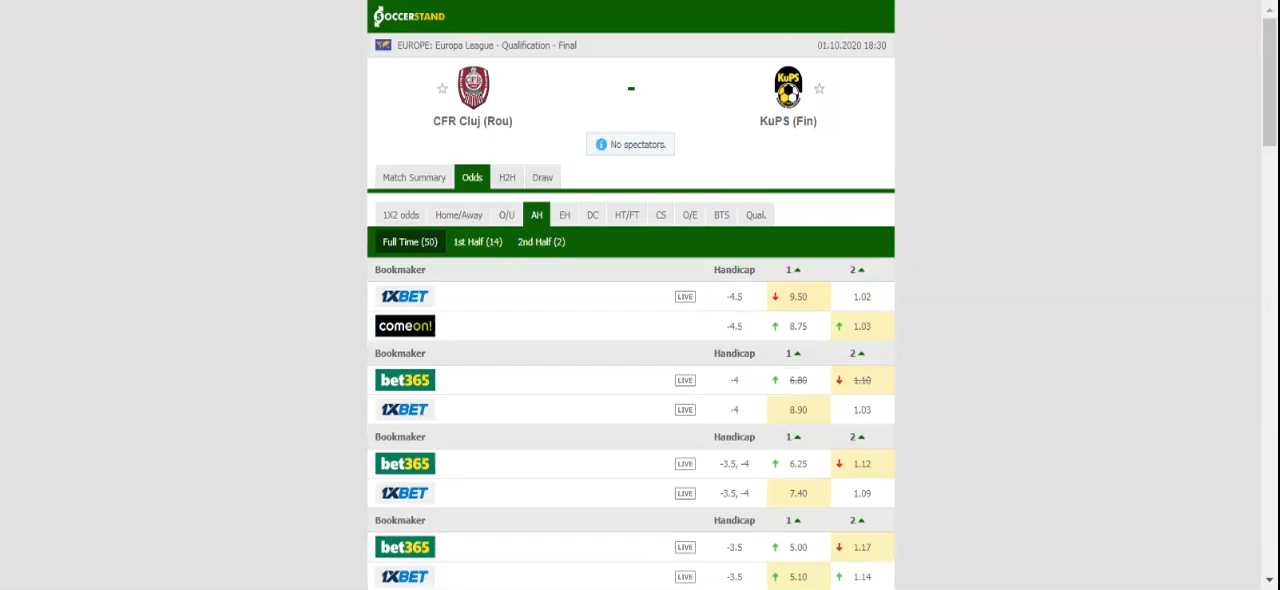 SOCCERSTAND
EUROPE: Europa League - Qualification - Final 01.10.2020 18:30
KuPS
CFR Cluj (Rou) - KuPS (Fin)
No spectators.
Match Summary Odds H2H Draw
1X2 odds Home/Away O/U AH EH DC HT/FT CS O/E BTS Qual.
Full Time (50) 1st Half (14) 2nd Half (2)
Bookmaker Handicap 1 2
1XBET LIVE -4.5 9.50 1.02
comeon! -4.5 8.75 1.03
Bookmaker Handicap 1 2
bet365 LIVE -4 6.80 1.10
1XBET LIVE -4 8.90 1.03
Bookmaker Handicap 1 2
bet365 LIVE -3.5, -4 6.25 1.12
1XBET LIVE -3.5, -4 7.40 1.09
Bookmaker Handicap 1 2
bet365 LIVE -3.5 5.00 1.17
1XBET LIVE -3.5 5.10 1.14